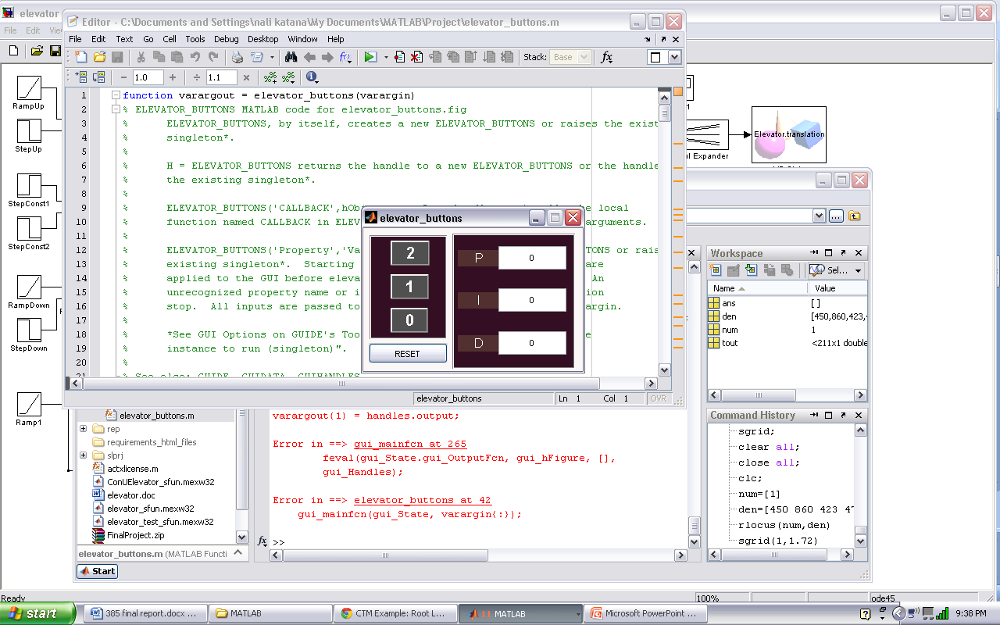 elevator
File Edit Vie
RampUp
StepUp
StepConst1
StepConst2
RampDown
StepDown
Ramp1
Editor - C:\Documents and Settings\nali katana\My Documents\MATLAB\Project\elevator_buttons.m
File Edit Text Go Cell Tools Debug Desktop Window Help
Stack: Base fx
− 1.0 + ÷ 1.1 ×
1 function varargout = elevator_buttons(varargin)
2 % ELEVATOR_BUTTONS MATLAB code for elevator_buttons.fig
3 % ELEVATOR_BUTTONS, by itself, creates a new ELEVATOR_BUTTONS or raises the exist
4 % singleton*.
5 %
6 % H = ELEVATOR_BUTTONS returns the handle to a new ELEVATOR_BUTTONS or the handle
7 % the existing singleton*.
8 %
9 % ELEVATOR_BUTTONS('CALLBACK',hObj the local
10 % function named CALLBACK in ELEV arguments.
11 %
12 % ELEVATOR_BUTTONS('Property','Va TONS or rais
13 % existing singleton*. Starting are
14 % applied to the GUI before eleva An
15 % unrecognized property name or i ion
16 % stop. All inputs are passed to argin.
17 %
18 % *See GUI Options on GUIDE's Too e
19 % instance to run (singleton)".
20 %
21 % See also: GUIDE, GUIDATA, GUIHANDLES
elevator_buttons Ln 1 Col 1 OVR
elevator_buttons
2
1
0
RESET
P 0
I 0
D 0
1
ul Expander
Elevator.translation
Workspace
Sel...
Name Value
ans []
den [450,860,423,
num 1
tout <211x1 double
Command History
sgrid;
clear all;
close all;
clc;
num=[1]
den=[450 860 423 4
rlocus(num,den)
sgrid(1,1.72)
elevator_buttons.m
rep
requirements_html_files
slprj
actxlicense.m
ConUElevator_sfun.mexw32
elevator.doc
elevator_sfun.mexw32
elevator_test_sfun.mexw32
FinalProject.zip
elevator_buttons.m (MATLAB Functi
varargout{1} = handles.output;
Error in ==> gui_mainfcn at 265
feval(gui_State.gui_OutputFcn, gui_hFigure, [],
gui_Handles);
Error in ==> elevator_buttons at 42
gui_mainfcn(gui_State, varargin{:});
fx >>
Start
Ready 100% ode45
start 385 final report.docx ... MATLAB CTM Example: Root L... 11 MATLAB Microsoft PowerPoint ... 9:38 PM